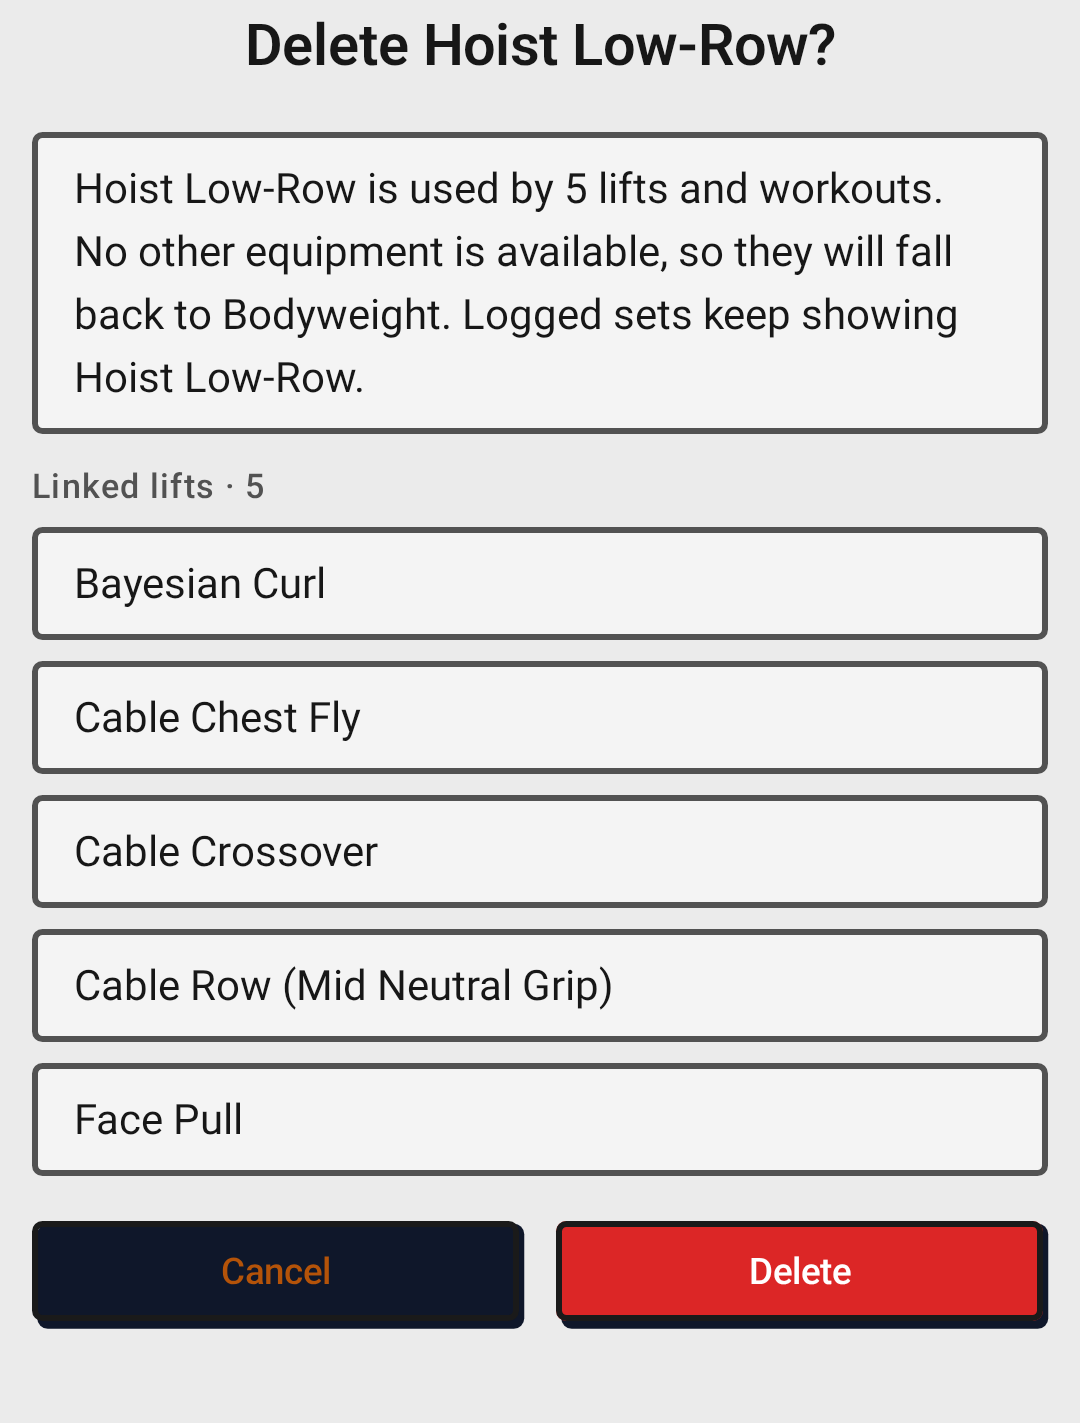 Delete Hoist Low-Row?
Hoist Low-Row is used by 5 lifts and workouts.
No other equipment is available, so they will fall
back to Bodyweight. Logged sets keep showing
Hoist Low-Row.
Linked lifts · 5
Bayesian Curl
Cable Chest Fly
Cable Crossover
Cable Row (Mid Neutral Grip)
Face Pull
Cancel
Delete